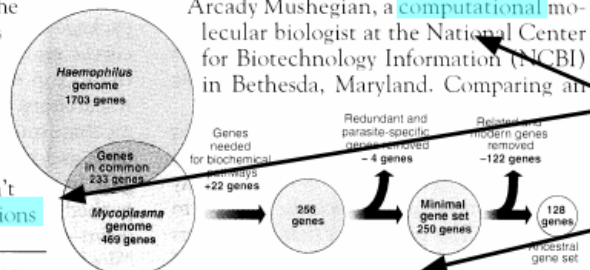 he
Arcady Mushegian, a computational mo-
lecular biologist at the National Center
for Biotechnology Information (NCBI)
in Bethesda, Maryland. Comparing an
Haemophilus
genome
1703 genes
Genes
in common
233 genes
Mycoplasma
genome
469 genes
n't
ions
Genes
needed
for biochemical
pathways
+22 genes
256
genes
Redundant and
parasite-specific
genes removed
– 4 genes
Minimal
gene set
250 genes
Related and
modern genes
removed
–122 genes
128
genes
Ancestral
gene set